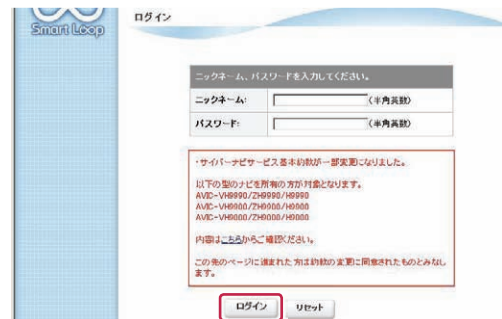 Smart Loop
ログイン
ニックネーム、パスワードを入力してください。
ニックネーム: (半角英数)
パスワード: (半角英数)
・サイバーナビサービス基本約款が一部変更になりました。
以下の型のナビを所有の方が対象となります。
AVIC-VH9990/ZH9990/H9990
AVIC-VH9900/ZH9900/H9900
AVIC-VH9000/ZH9000/H9000
内容はこちらからご確認ください。
この先のページに進まれた方は約款の変更に同意されたものとみなし
ます。
ログイン リセット